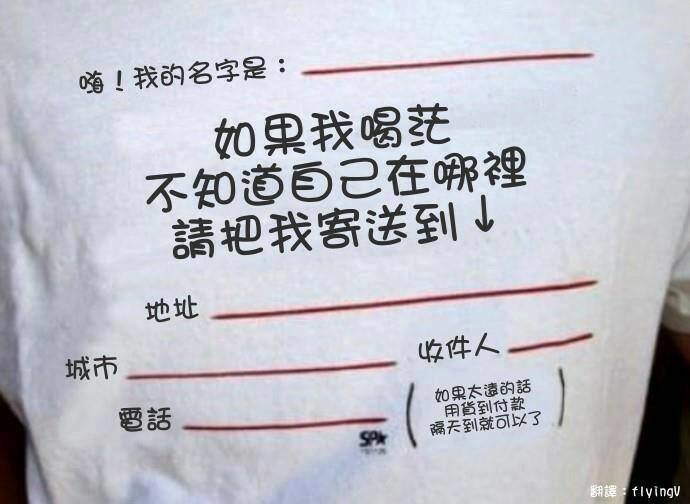 嗨！我的名字是：
如果我喝茫
不知道自己在哪裡
請把我寄送到↓
地址
城市 收件人
電話
(如果太遠的話
用貨到付款
隔天到就可以了)
翻譯：flyingV